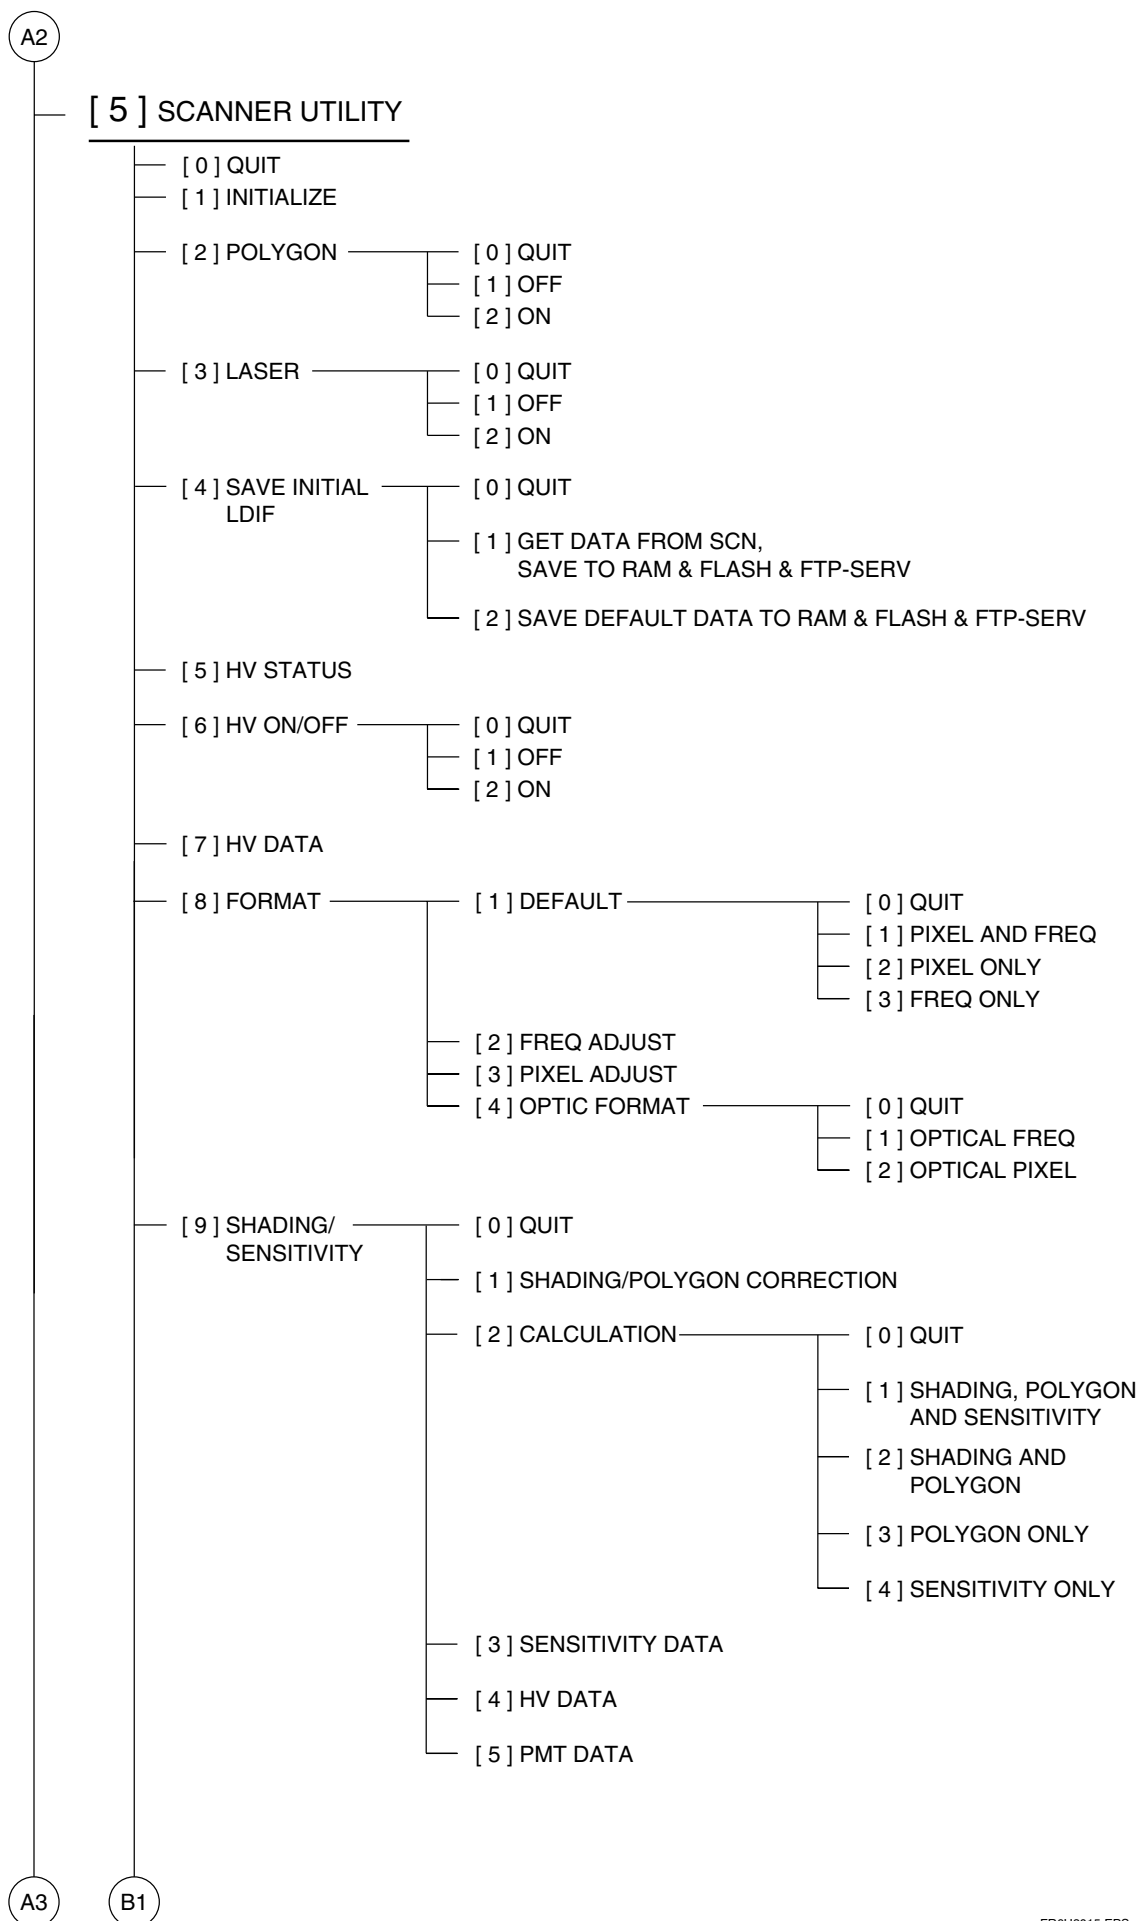 A2
[ 5 ] SCANNER UTILITY
[ 0 ] QUIT
[ 1 ] INITIALIZE
[ 2 ] POLYGON
[ 0 ] QUIT
[ 1 ] OFF
[ 2 ] ON
[ 3 ] LASER
[ 0 ] QUIT
[ 1 ] OFF
[ 2 ] ON
[ 4 ] SAVE INITIAL
LDIF
[ 0 ] QUIT
[ 1 ] GET DATA FROM SCN,
SAVE TO RAM & FLASH & FTP-SERV
[ 2 ] SAVE DEFAULT DATA TO RAM & FLASH & FTP-SERV
[ 5 ] HV STATUS
[ 6 ] HV ON/OFF
[ 0 ] QUIT
[ 1 ] OFF
[ 2 ] ON
[ 7 ] HV DATA
[ 8 ] FORMAT
[ 1 ] DEFAULT
[ 0 ] QUIT
[ 1 ] PIXEL AND FREQ
[ 2 ] PIXEL ONLY
[ 3 ] FREQ ONLY
[ 2 ] FREQ ADJUST
[ 3 ] PIXEL ADJUST
[ 4 ] OPTIC FORMAT
[ 0 ] QUIT
[ 1 ] OPTICAL FREQ
[ 2 ] OPTICAL PIXEL
[ 9 ] SHADING/
SENSITIVITY
[ 0 ] QUIT
[ 1 ] SHADING/POLYGON CORRECTION
[ 2 ] CALCULATION
[ 0 ] QUIT
[ 1 ] SHADING, POLYGON
AND SENSITIVITY
[ 2 ] SHADING AND
POLYGON
[ 3 ] POLYGON ONLY
[ 4 ] SENSITIVITY ONLY
[ 3 ] SENSITIVITY DATA
[ 4 ] HV DATA
[ 5 ] PMT DATA
A3
B1